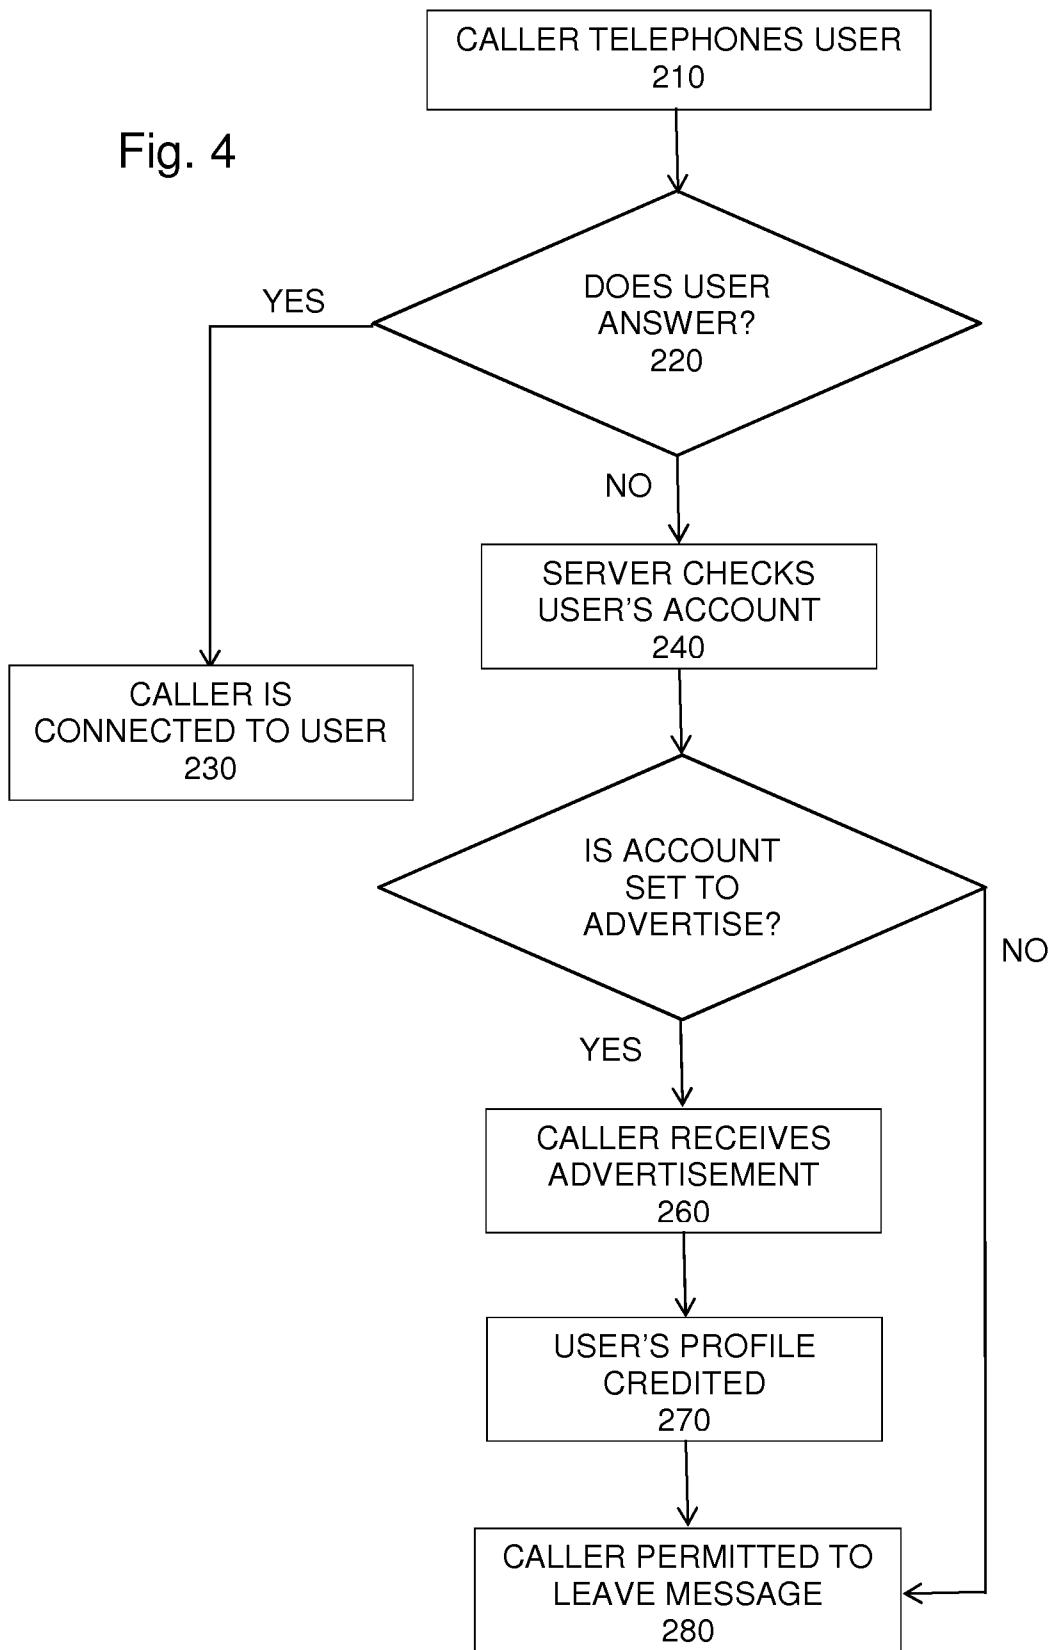 CALLER TELEPHONES USER
210
Fig. 4
DOES USER
ANSWER?
220
YES
NO
SERVER CHECKS
USER'S ACCOUNT
240
CALLER IS
CONNECTED TO USER
230
IS ACCOUNT
SET TO
ADVERTISE?
NO
YES
CALLER RECEIVES
ADVERTISEMENT
260
USER'S PROFILE
CREDITED
270
CALLER PERMITTED TO
LEAVE MESSAGE
280